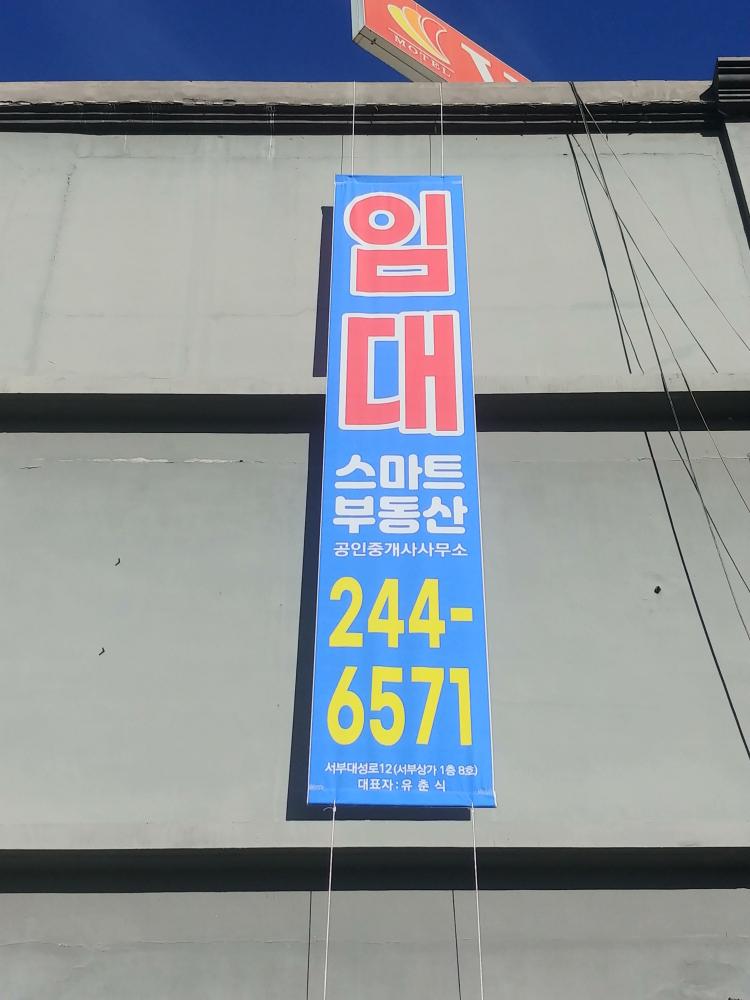 MOTEL
임
대
스마트
부동산
공인중개사사무소
244-
6571
서부대성로12(서부상가 1층 8호)
대표자:유 춘 식